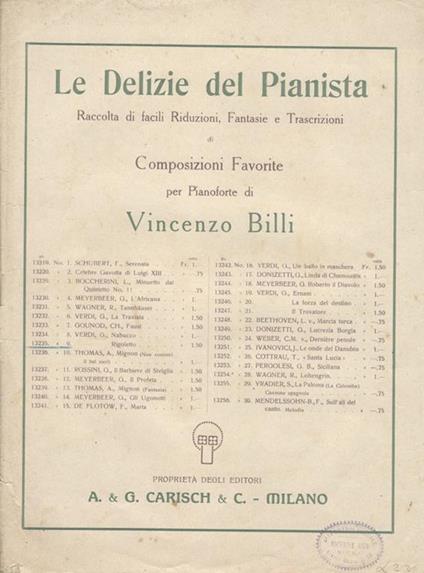 Le Delizie del Pianista
Raccolta di facili Riduzioni, Fantasie e Trascrizioni
di
Composizioni Favorite
per Pianoforte di
Vincenzo Billi
13219. No. 1. SCHUBERT, F., Serenata Fr. 1.—
13220. » 2. Celebre Gavotta di Luigi XIII » .75
13229. » 3. BOCCHERINI, L., Minuetto dal
Quintetto No. 11
13230. » 4. MEYERBEER, G., L'Africana » 1.—
13231. » 5. WAGNER, R., Tannhäuser » 1.—
13232. » 6. VERDI, G., La Traviata » 1.50
13233. » 7. GOUNOD, CH., Faust » 1.50
13234. » 8. VERDI, G., Nabucco » 1.—
13235. » 9. Rigoletto » 1.50
13236. » 10. THOMAS, A., Mignon (Non conosci
il bel suol) » 1.—
13237. » 11. ROSSINI, G., Il Barbiere di Siviglia » 1.50
13238. » 12. MEYERBEER, G., Il Profeta » 1.50
13239. » 13. THOMAS, A., Mignon (Fantasia) » 1.50
13240. » 14. MEYERBEER, G., Gli Ugonotti » 1.—
13241. » 15. DE FLOTOW, F., Marta » 1.—
13242. No. 16. VERDI, G., Un ballo in maschera Fr. 1.50
13243. » 17. DONIZETTI, G., Linda di Chamounix » 1.—
13244. » 18. MEYERBEER, G. Roberto il Diavolo » 1.50
13245. » 19. VERDI, G., Ernani » 1.—
13246. » 20. La forza del destino » 1.—
13247. » 21. Il Trovatore » 1.50
13248. » 22. BEETHOVEN, L. v., Marcia turca » —.75
13249. » 23. DONIZETTI, G., Lucrezia Borgia » 1.—
13250. » 24. WEBER, C.M. v., Dernière pensée » —.75
13251. » 25. IVANOVICI, J., Le onde del Danubio » 1.—
13252. » 26. COTTRAU, T., « Santa Lucia » » —.75
13253. » 27. PERGOLESI, G. B., Siciliana » —.75
13254. » 28. WAGNER, R., Lohengrin. » 1.—
13255. » 29. YRADIER, S., La Paloma (La Colombe)
Canzone spagnola » —.75
13256. » 30. MENDELSSOHN-B., F., Sull'ali del
canto. Melodia » —.75
PROPRIETÀ DEGLI EDITORI
A. & G. CARISCH & C. - MILANO